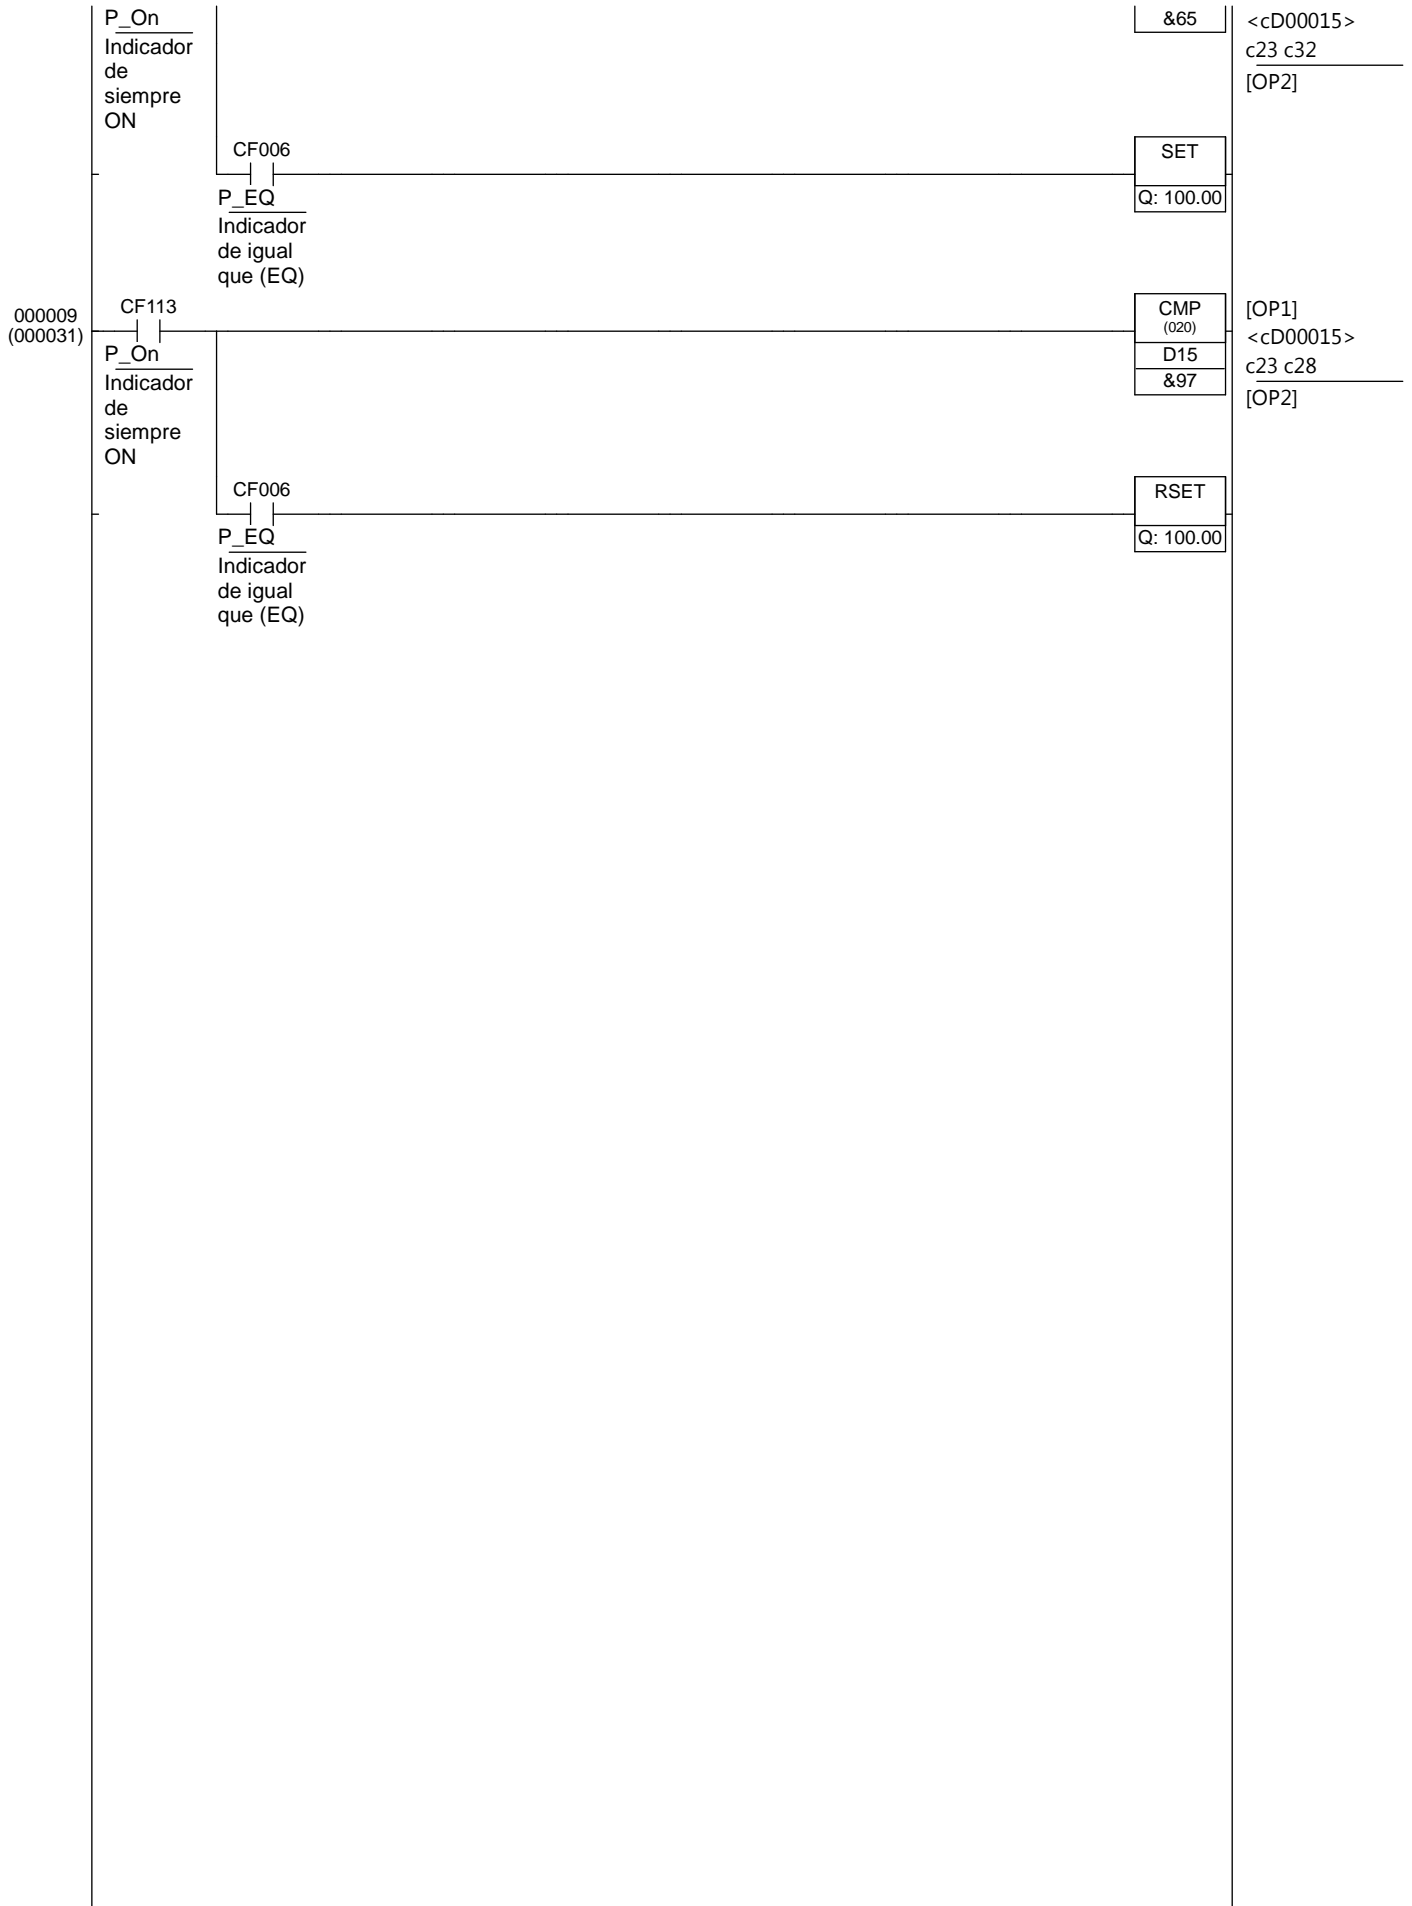 P_On
Indicador
de
siempre
ON
&65
<cD00015>
c23 c32
[OP2]
CF006
P_EQ
Indicador
de igual
que (EQ)
SET
Q: 100.00
000009
(000031)
CF113
P_On
Indicador
de
siempre
ON
CMP
(020)
D15
&97
[OP1]
<cD00015>
c23 c28
[OP2]
CF006
P_EQ
Indicador
de igual
que (EQ)
RSET
Q: 100.00